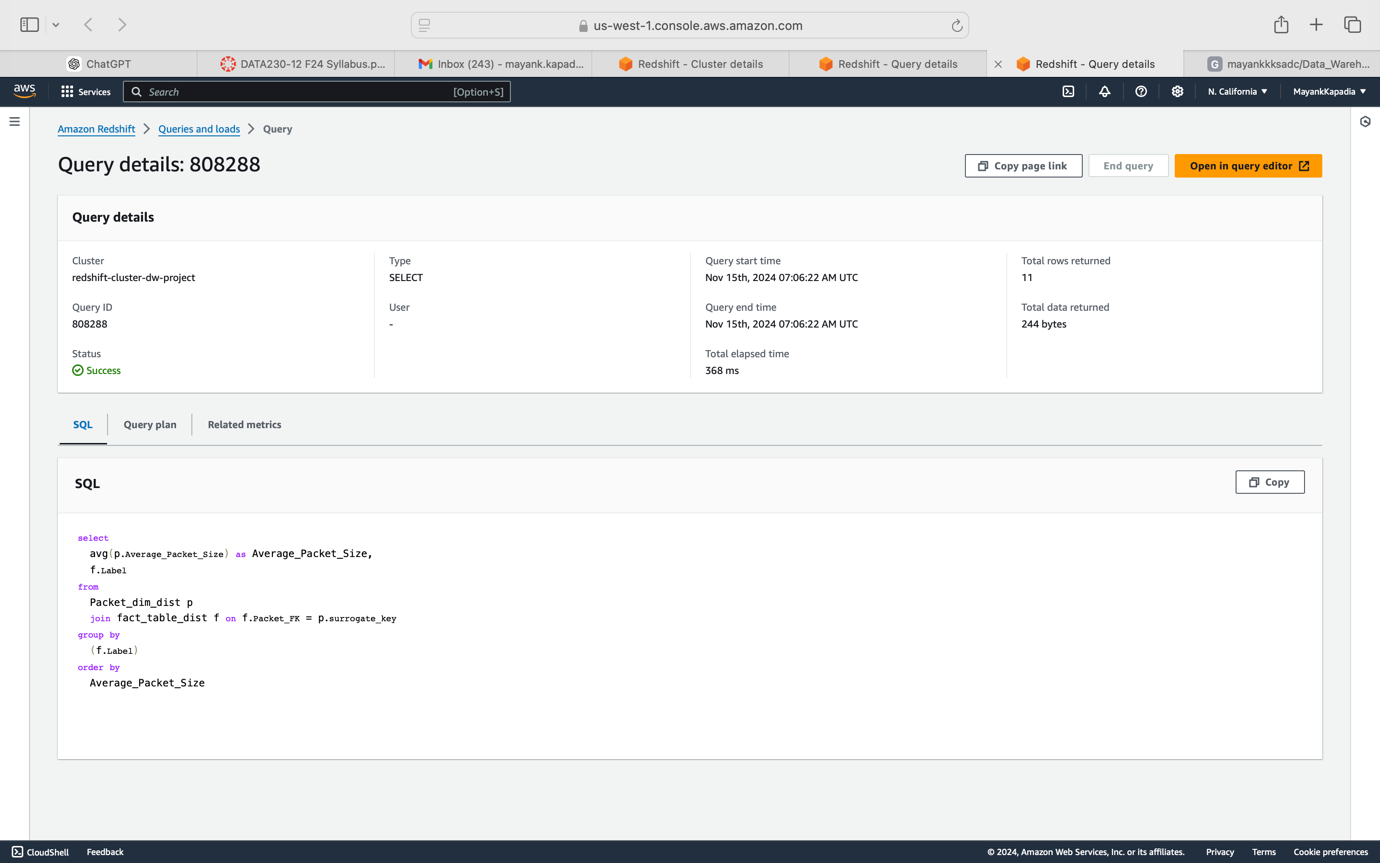 us-west-1.console.aws.amazon.com
ChatGPT
DATA230-12 F24 Syllabus.p...
Inbox (243) - mayank.kapad...
Redshift - Cluster details
Redshift - Query details
Redshift - Query details
G mayankkksadc/Data_Wareh...
aws
Services
Search
[Option+S]
N. California
MayankKapadia
Amazon Redshift > Queries and loads > Query
Query details: 808288
Copy page link
End query
Open in query editor
Query details
Cluster
redshift-cluster-dw-project
Query ID
808288
Status
Success
Type
SELECT
User
-
Query start time
Nov 15th, 2024 07:06:22 AM UTC
Query end time
Nov 15th, 2024 07:06:22 AM UTC
Total elapsed time
368 ms
Total rows returned
11
Total data returned
244 bytes
SQL
Query plan
Related metrics
SQL
Copy
select
avg(p.Average_Packet_Size) as Average_Packet_Size,
f.Label
from
Packet_dim_dist p
join fact_table_dist f on f.Packet_FK = p.surrogate_key
group by
(f.Label)
order by
Average_Packet_Size
CloudShell
Feedback
© 2024, Amazon Web Services, Inc. or its affiliates.
Privacy
Terms
Cookie preferences